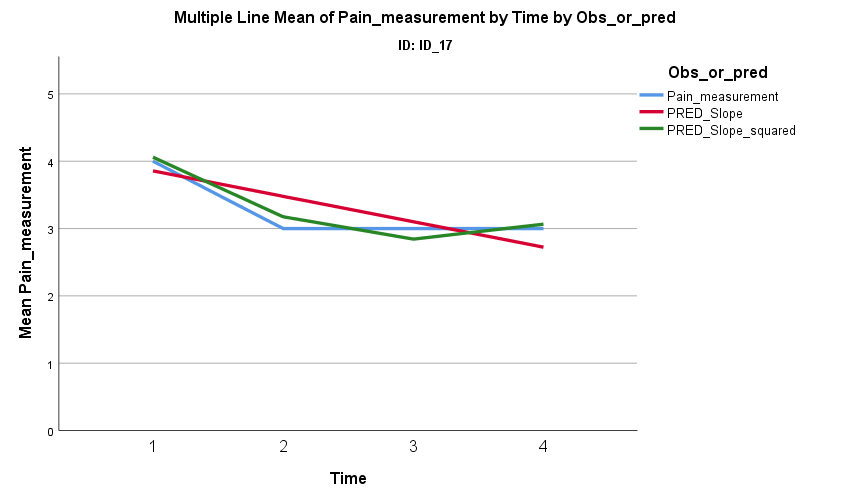 Multiple Line Mean of Pain_measurement by Time by Obs_or_pred
ID: ID_17
Obs_or_pred
Pain_measurement
PRED_Slope
PRED_Slope_squared
Mean Pain_measurement
5
4
3
2
1
0
1 2 3 4
Time